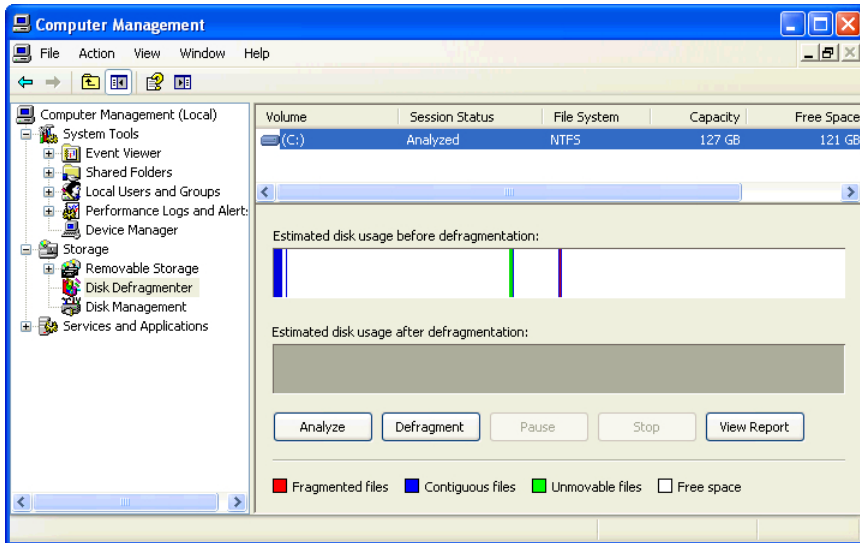 Computer Management
File Action View Window Help
Computer Management (Local)
System Tools
Event Viewer
Shared Folders
Local Users and Groups
Performance Logs and Alert:
Device Manager
Storage
Removable Storage
Disk Defragmenter
Disk Management
Services and Applications
Volume Session Status File System Capacity Free Space
(C:) Analyzed NTFS 127 GB 121 GB
Estimated disk usage before defragmentation:
Estimated disk usage after defragmentation:
Analyze Defragment Pause Stop View Report
Fragmented files Contiguous files Unmovable files Free space